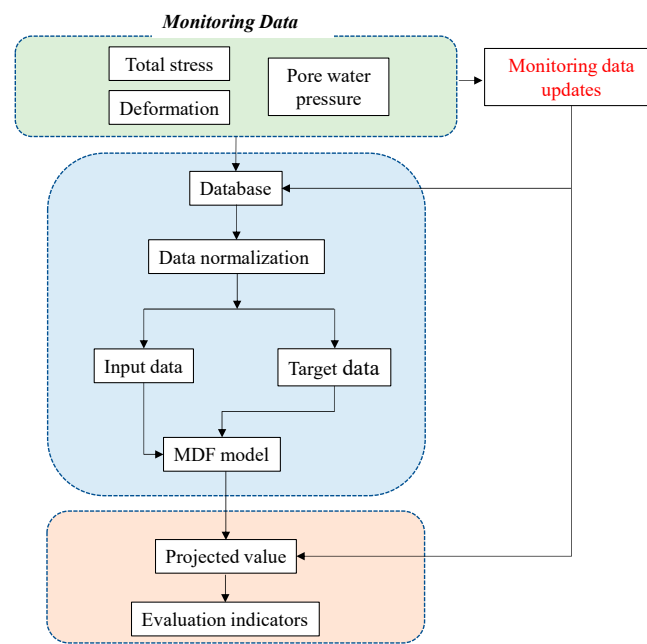 Monitoring Data
Total stress
Deformation
Pore water
pressure
Monitoring data
updates
Database
Data normalization
Input data
Target data
MDF model
Projected value
Evaluation indicators